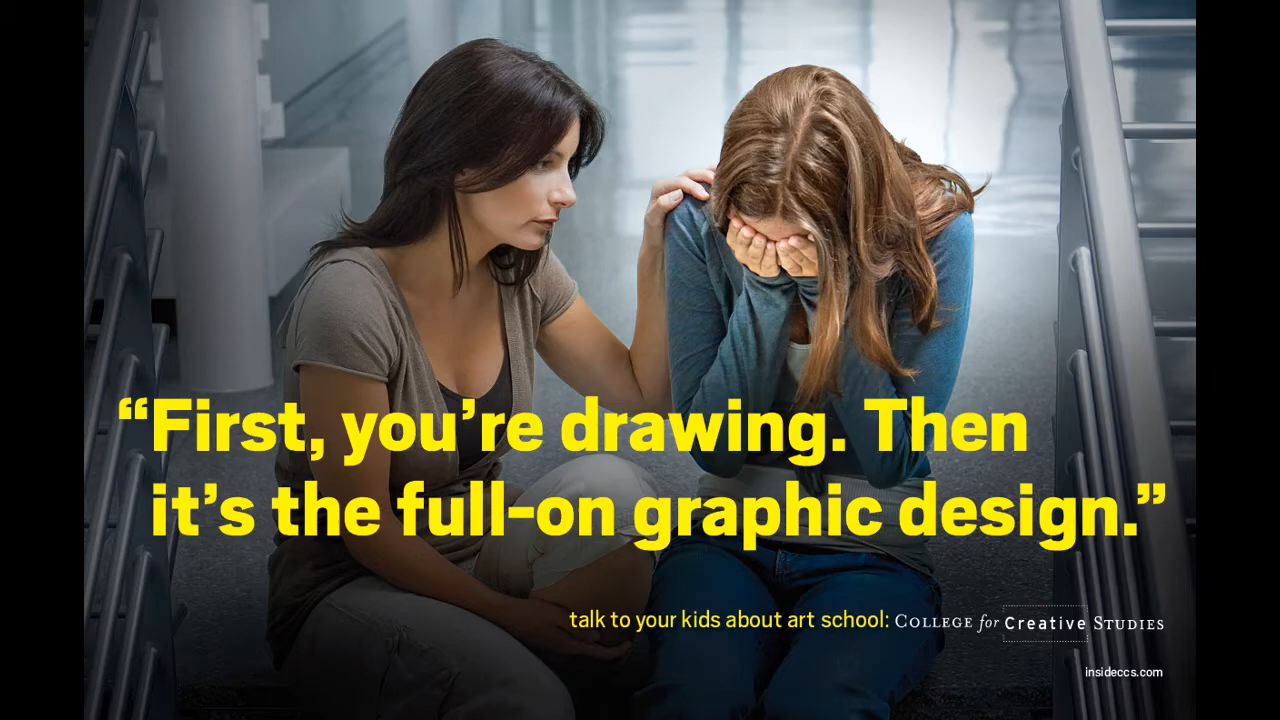 “First, you’re drawing. Then
it’s the full-on graphic design.”
talk to your kids about art school: College for Creative Studies
insideccs.com